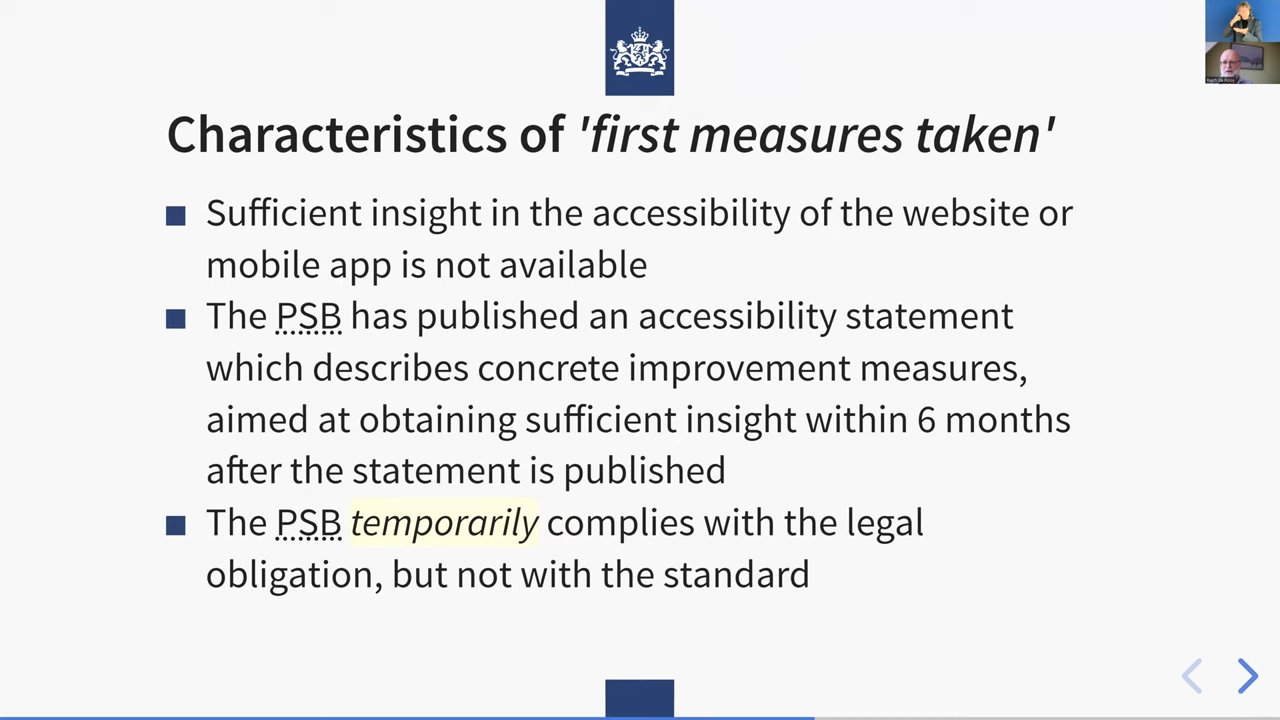 Characteristics of 'first measures taken'
Sufficient insight in the accessibility of the website or
mobile app is not available
The PSB has published an accessibility statement
which describes concrete improvement measures,
aimed at obtaining sufficient insight within 6 months
after the statement is published
The PSB temporarily complies with the legal
obligation, but not with the standard